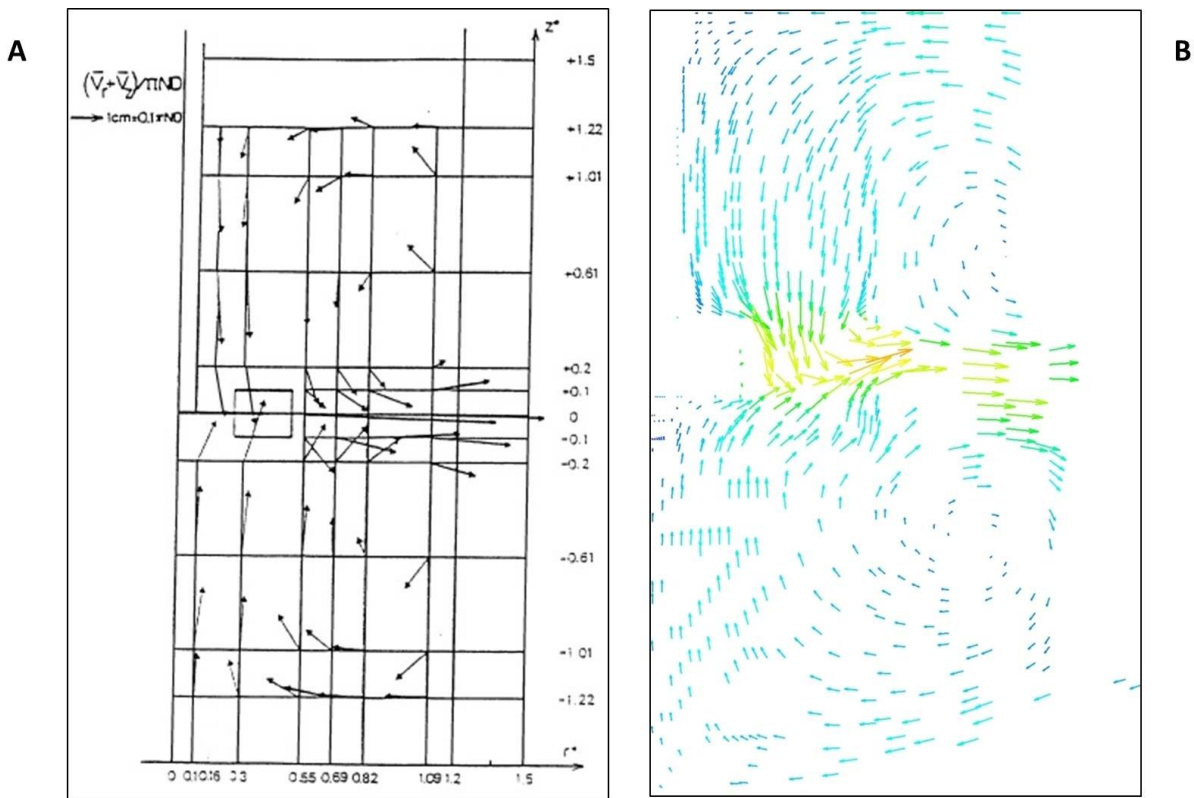 A
B
z*
(V̄r+V̄z)/πND
1cm=0.1πND
+1.5
+1.22
+1.01
+0.61
+0.2
+0.1
0
-0.1
-0.2
-0.61
-1.01
-1.22
r*
0 0.1 0.16 0.3 0.55 0.69 0.82 1.09 1.2 1.5